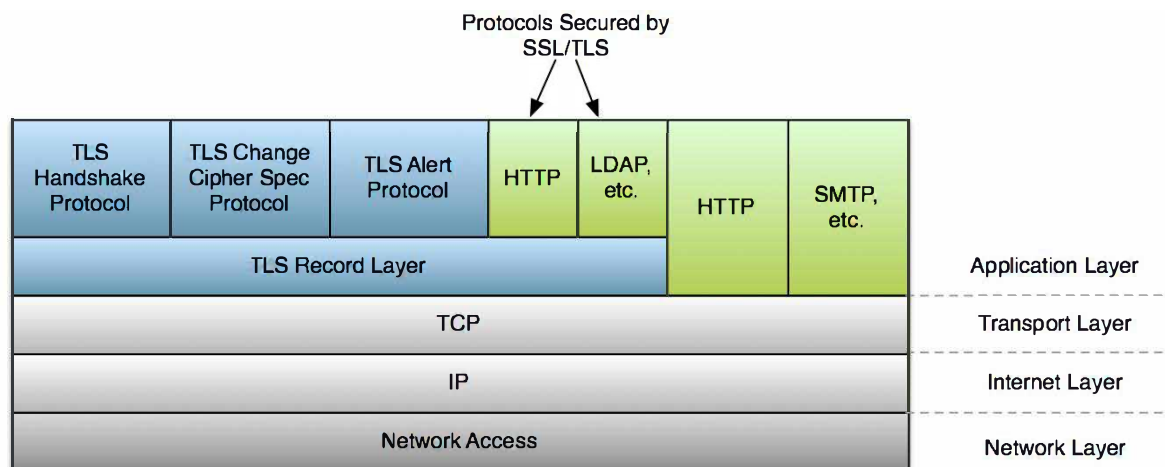 Protocols Secured by
SSL/TLS
TLS
Handshake
Protocol
TLS Change
Cipher Spec
Protocol
TLS Alert
Protocol
HTTP
LDAP,
etc.
HTTP
SMTP,
etc.
TLS Record Layer
Application Layer
TCP
Transport Layer
IP
Internet Layer
Network Access
Network Layer